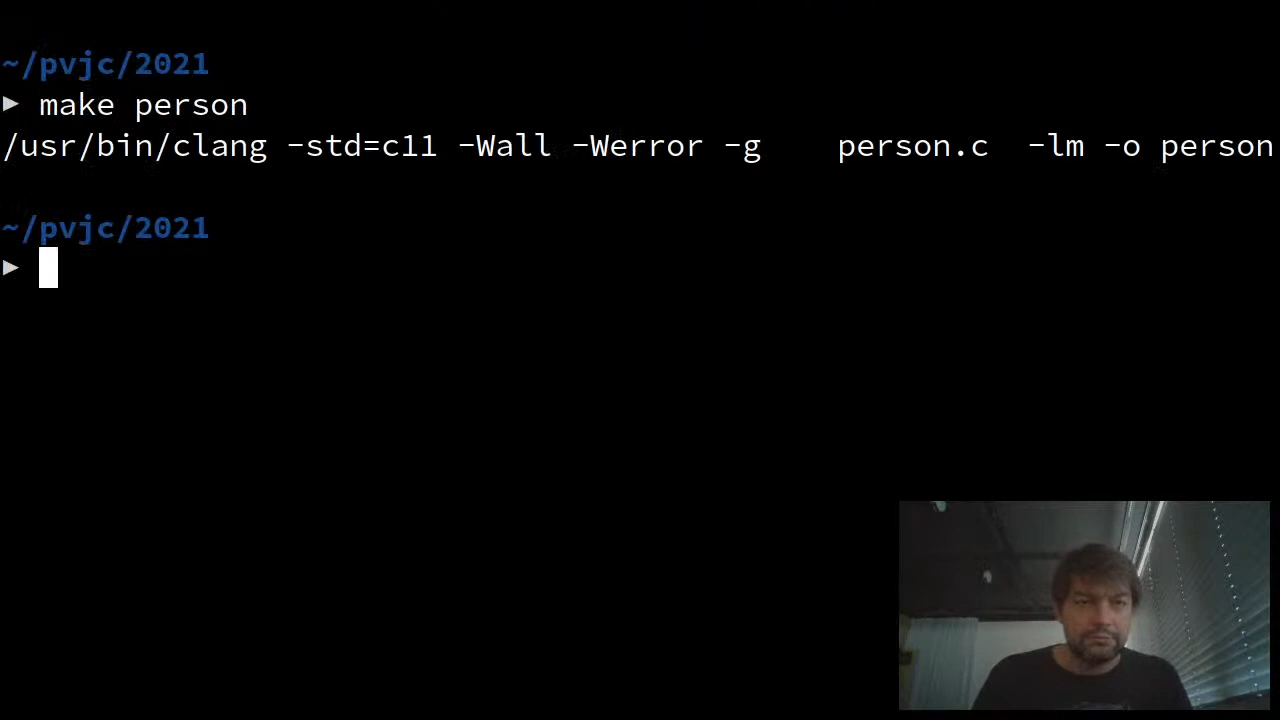 ~/pvjc/2021
▶ make person
/usr/bin/clang -std=c11 -Wall -Werror -g    person.c  -lm -o person
~/pvjc/2021
▶